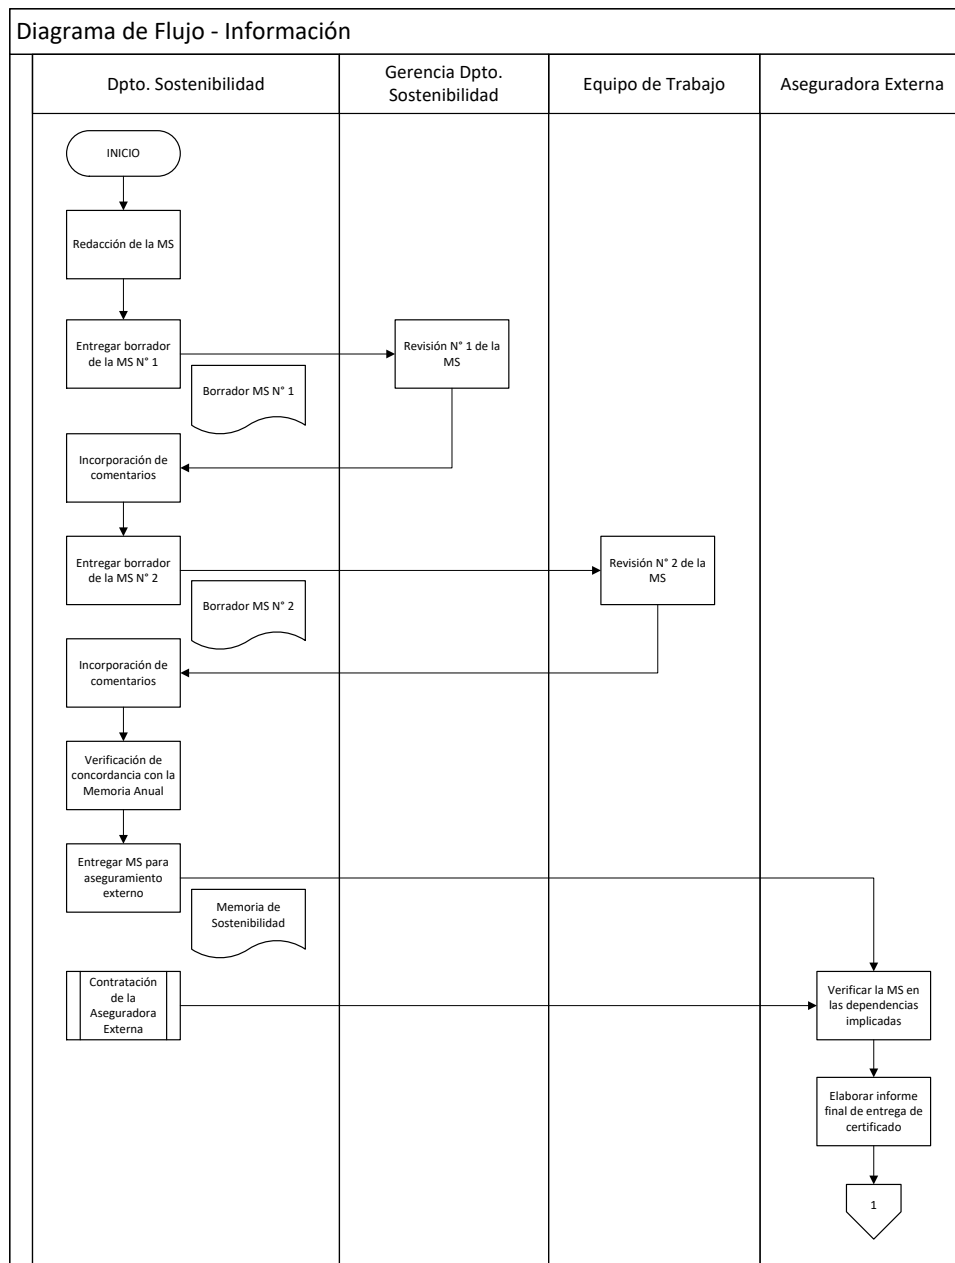 Diagrama de Flujo - Información
Dpto. Sostenibilidad
Gerencia Dpto.
Sostenibilidad
Equipo de Trabajo
Aseguradora Externa
INICIO
Redacción de la MS
Entregar borrador
de la MS N° 1
Revisión N° 1 de la
MS
Borrador MS N° 1
Incorporación de
comentarios
Entregar borrador
de la MS N° 2
Revisión N° 2 de la
MS
Borrador MS N° 2
Incorporación de
comentarios
Verificación de
concordancia con la
Memoria Anual
Entregar MS para
aseguramiento
externo
Memoria de
Sostenibilidad
Contratación
de la
Aseguradora
Externa
Verificar la MS en
las dependencias
implicadas
Elaborar informe
final de entrega de
certificado
1